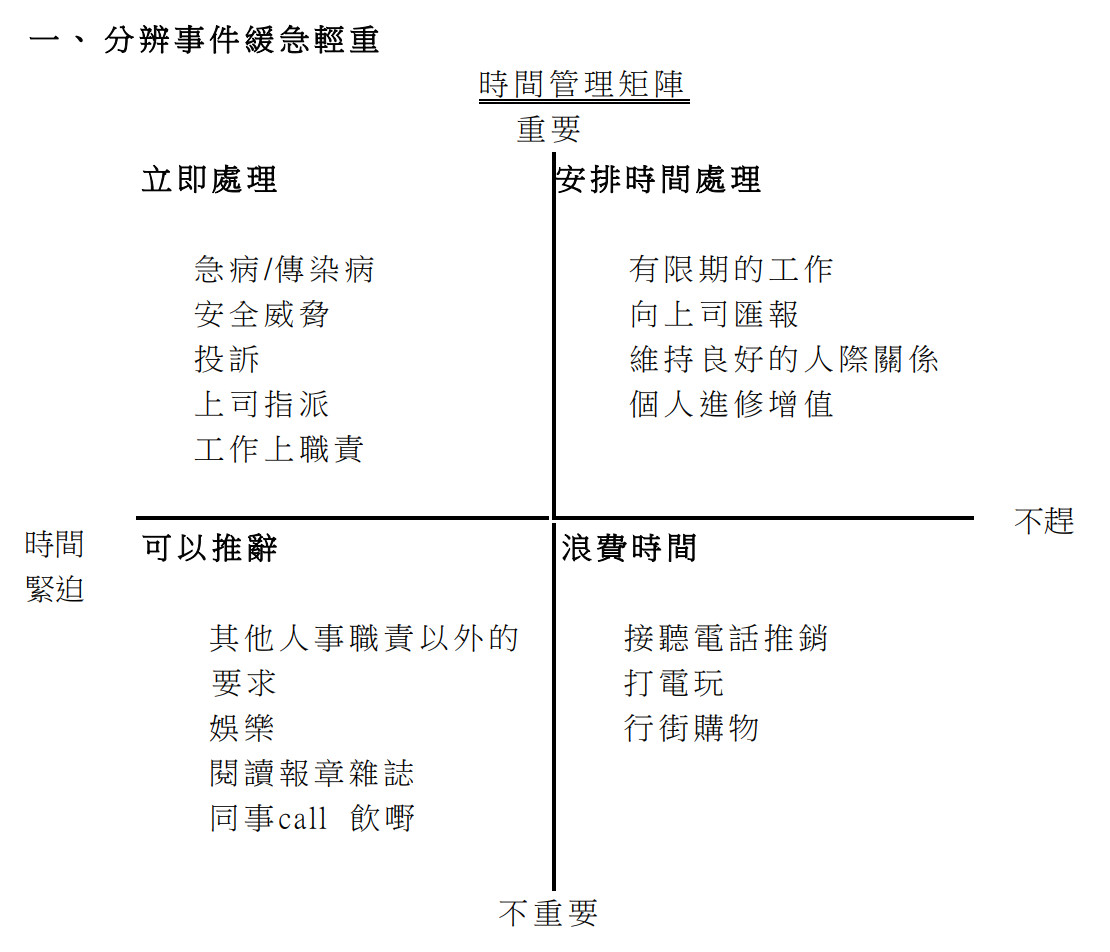 一、分辨事件緩急輕重
時間管理矩陣
重要
立即處理
急病/傳染病
安全威脅
投訴
上司指派
工作上職責
安排時間處理
有限期的工作
向上司匯報
維持良好的人際關係
個人進修增值
時間
緊迫
不趕
可以推辭
其他人事職責以外的
要求
娛樂
閱讀報章雜誌
同事call 飲嘢
浪費時間
接聽電話推銷
打電玩
行街購物
不重要